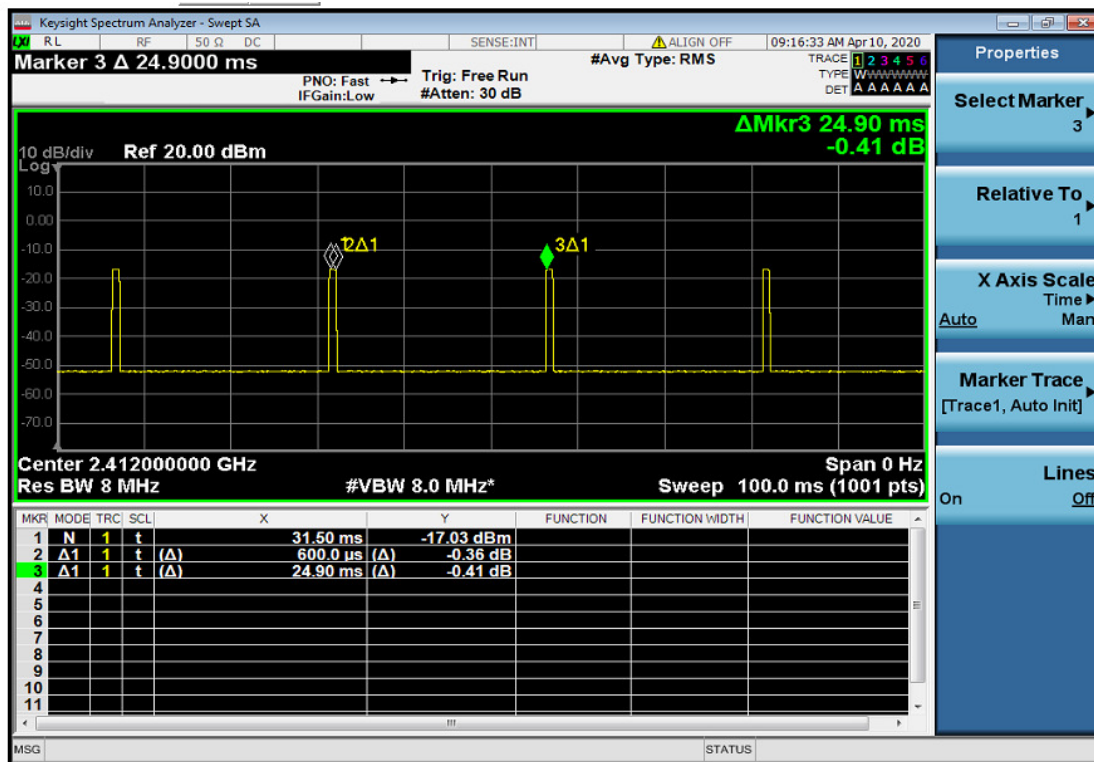 Keysight Spectrum Analyzer - Swept SA
LXI RL RF 50 Ω DC SENSE:INT ALIGN OFF 09:16:33 AM Apr 10, 2020
Marker 3 Δ 24.9000 ms
PNO: Fast
IFGain:Low
Trig: Free Run
#Atten: 30 dB
#Avg Type: RMS
TRACE 1 2 3 4 5 6
TYPE WWWWWW
DET A A A A A A
ΔMkr3 24.90 ms
-0.41 dB
10 dB/div Ref 20.00 dBm
Log
10.0
0.00
-10.0
-20.0
-30.0
-40.0
-50.0
-60.0
-70.0
2Δ1
3Δ1
Center 2.412000000 GHz Span 0 Hz
Res BW 8 MHz #VBW 8.0 MHz* Sweep 100.0 ms (1001 pts)
MKR MODE TRC SCL X Y FUNCTION FUNCTION WIDTH FUNCTION VALUE
1 N 1 t 31.50 ms -17.03 dBm
2 Δ1 1 t (Δ) 600.0 µs (Δ) -0.36 dB
3 Δ1 1 t (Δ) 24.90 ms (Δ) -0.41 dB
4
5
6
7
8
9
10
11
MSG STATUS
Properties
Select Marker
3
Relative To
1
X Axis Scale
Time
Auto Man
Marker Trace
[Trace1, Auto Init]
Lines
On Off